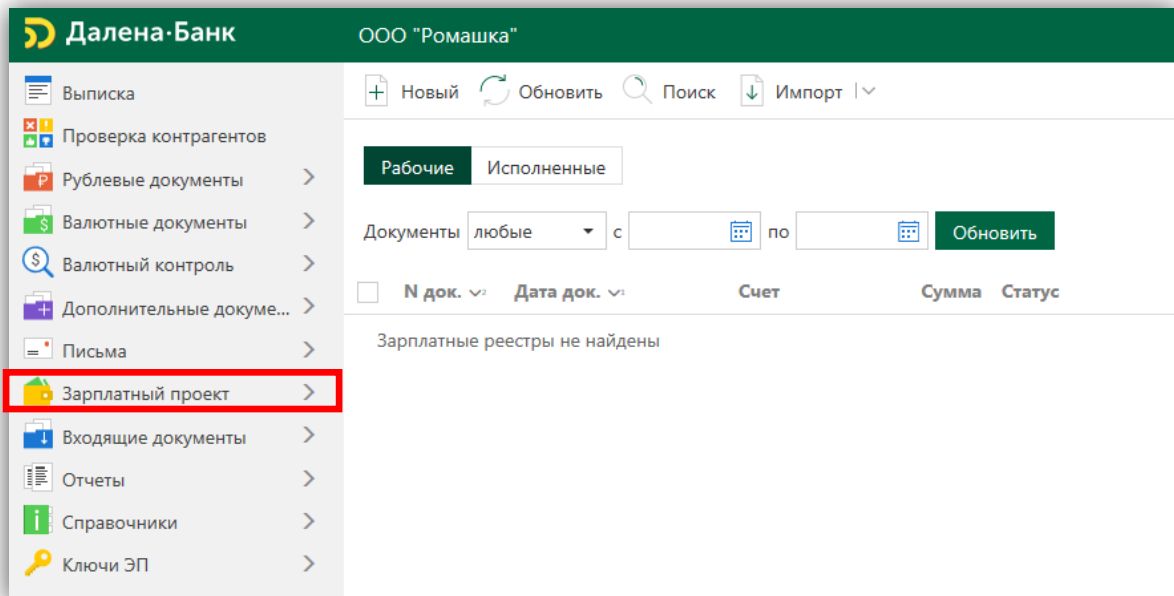 Далена·Банк
ООО "Ромашка"
Выписка
Проверка контрагентов
Рублевые документы
Валютные документы
Валютный контроль
Дополнительные докуме...
Письма
Зарплатный проект
Входящие документы
Отчеты
Справочники
Ключи ЭП
Новый Обновить Поиск Импорт
Рабочие Исполненные
Документы любые с по Обновить
N док. 2 Дата док. 1 Счет Сумма Статус
Зарплатные реестры не найдены